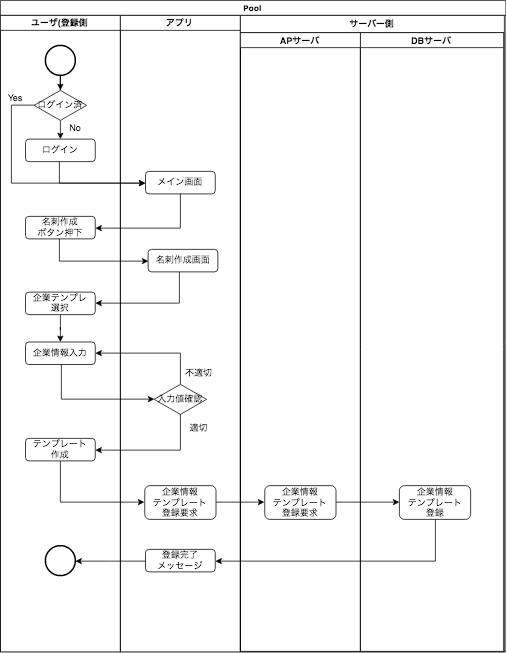 Pool
ユーザ(登録側
アプリ
サーバー側
APサーバ
DBサーバ
ログイン済
Yes
No
ログイン
メイン画面
名刺作成
ボタン押下
名刺作成画面
企業テンプレ
選択
企業情報入力
不適切
入力値確認
適切
テンプレート
作成
企業情報
テンプレート
登録要求
企業情報
テンプレート
登録要求
企業情報
テンプレート
登録
登録完了
メッセージ